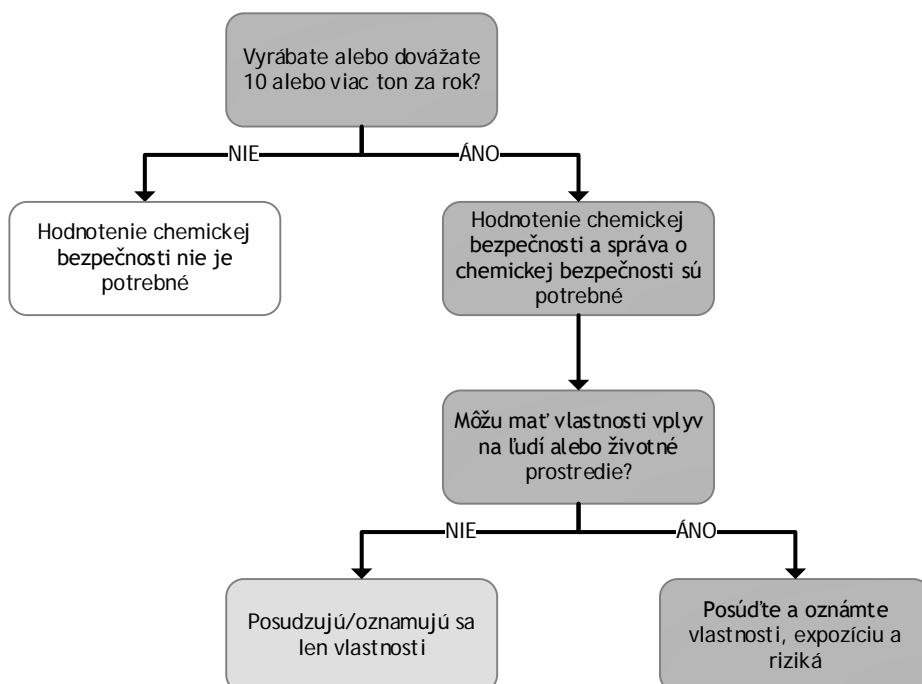 Vyrábate alebo dovážate
10 alebo viac ton za rok?
NIE
ÁNO
Hodnotenie chemickej
bezpečnosti nie je
potrebné
Hodnotenie chemickej
bezpečnosti a správa o
chemickej bezpečnosti sú
potrebné
Môžu mať vlastnosti vplyv
na ľudí alebo životné
prostredie?
NIE
ÁNO
Posudzujú/oznamujú sa
len vlastnosti
Posúďte a oznámte
vlastnosti, expozíciu a
riziká